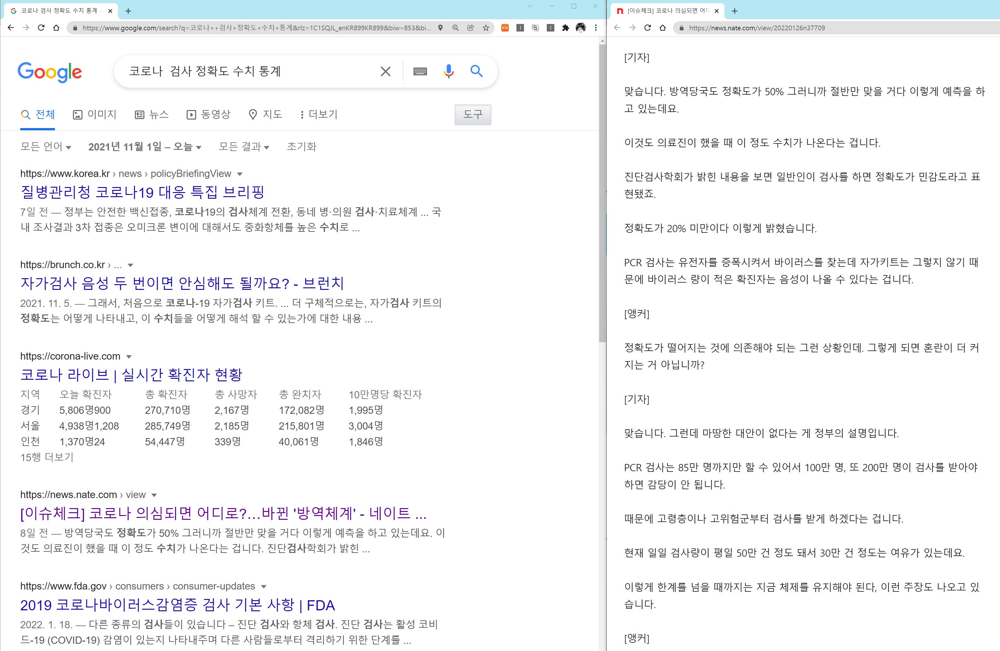 코로나 검사 정확도 수치 통계 -
https://www.google.com/search?q=코로나++검사+정확도+수치+통계&rlz=1C1SQJL_enKR899KR899&biw=853&bi...
EX
S
Google
코로나  검사 정확도 수치 통계
전체
이미지
뉴스
동영상
지도
더보기
도구
모든 언어
2021년 11월 1일 – 오늘
모든 결과
초기화
https://www.korea.kr › news › policyBriefingView
질병관리청 코로나19 대응 특집 브리핑
7일 전 — 정부는 안전한 백신접종, 코로나19의 검사체계 전환, 동네 병·의원 검사·치료체계 ... 국
내 조사결과 3차 접종은 오미크론 변이에 대해서도 중화항체를 높은 수치로 ...
https://brunch.co.kr › ...
자가검사 음성 두 번이면 안심해도 될까요? - 브런치
2021. 11. 5. — 그래서, 처음으로 코로나-19 자가검사 키트. ... 더 구체적으로는, 자가검사 키트의
정확도는 어떻게 나타내고, 이 수치들을 어떻게 해석 할 수 있는가에 대한 내용 ...
https://corona-live.com
코로나 라이브 | 실시간 확진자 현황
지역 오늘 확진자 총 확진자 총 사망자 총 완치자 10만명당 확진자
경기 5,806명900 270,710명 2,167명 172,082명 1,995명
서울 4,938명1,208 285,749명 2,185명 215,801명 3,004명
인천 1,370명24 54,447명 339명 40,061명 1,846명
15행 더보기
https://news.nate.com › view
[이슈체크] 코로나 의심되면 어디로?…바뀐 '방역체계' - 네이트 ...
8일 전 — 방역당국도 정확도가 50% 그러니까 절반만 맞을 거다 이렇게 예측을 하고 있는데요. 이
것도 의료진이 했을 때 이 정도 수치가 나온다는 겁니다. 진단검사학회가 밝힌 ...
https://www.fda.gov › consumers › consumer-updates
2019 코로나바이러스감염증 검사 기본 사항 | FDA
2022. 1. 18. — 다른 종류의 검사들이 있습니다 – 진단 검사와 항체 검사. 진단 검사는 활성 코비
드-19 (COVID-19) 감염이 있는지 나타내주며 다른 사람들로부터 격리하기 위한 단계를 ...
[이슈체크] 코로나 의심되면 어디
https://news.nate.com/view/20220126n37709
[기자]
맞습니다. 방역당국도 정확도가 50% 그러니까 절반만 맞을 거다 이렇게 예측을 하
고 있는데요.
이것도 의료진이 했을 때 이 정도 수치가 나온다는 겁니다.
진단검사학회가 밝힌 내용을 보면 일반인이 검사를 하면 정확도가 민감도라고 표
현됐죠.
정확도가 20% 미만이다 이렇게 밝혔습니다.
PCR 검사는 유전자를 증폭시켜서 바이러스를 찾는데 자가키트는 그렇지 않기 때
문에 바이러스 량이 적은 확진자는 음성이 나올 수 있다는 겁니다.
[앵커]
정확도가 떨어지는 것에 의존해야 되는 그런 상황인데. 그렇게 되면 혼란이 더 커
지는 거 아닙니까?
[기자]
맞습니다. 그런데 마땅한 대안이 없다는 게 정부의 설명입니다.
PCR 검사는 85만 명까지만 할 수 있어서 100만 명, 또 200만 명이 검사를 받아야
하면 감당이 안 됩니다.
때문에 고령층이나 고위험군부터 검사를 받게 하겠다는 겁니다.
현재 일일 검사량이 평일 50만 건 정도 돼서 30만 건 정도는 여유가 있는데요.
이렇게 한계를 넘을 때까지는 지금 체제를 유지해야 된다, 이런 주장도 나오고 있
습니다.
[앵커]